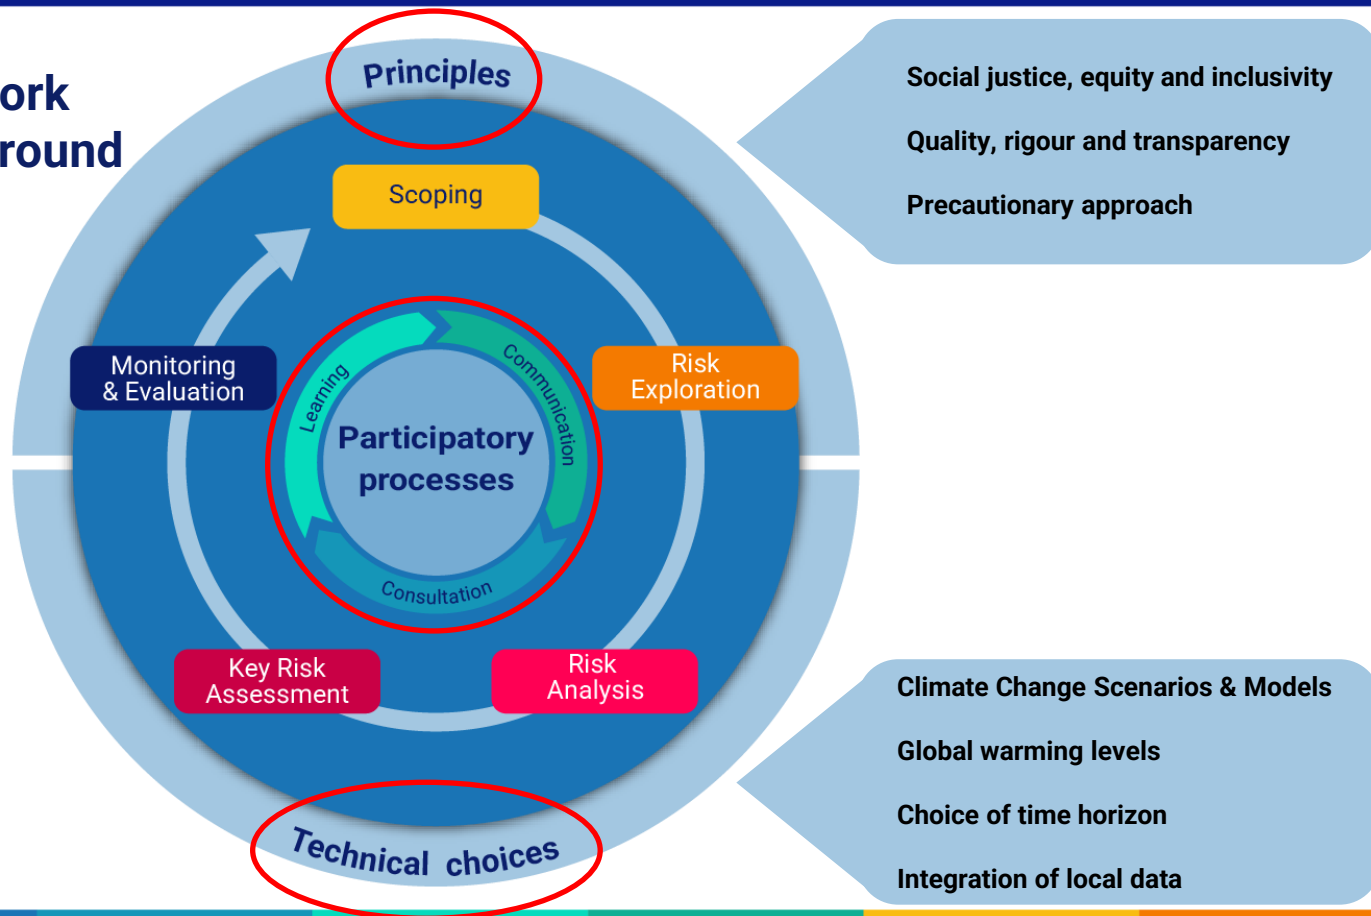 ork
round
Principles
Scoping
Risk
Exploration
Risk
Analysis
Key Risk
Assessment
Monitoring
& Evaluation
Learning
Communication
Consultation
Participatory
processes
Technical choices
Social justice, equity and inclusivity
Quality, rigour and transparency
Precautionary approach
Climate Change Scenarios & Models
Global warming levels
Choice of time horizon
Integration of local data